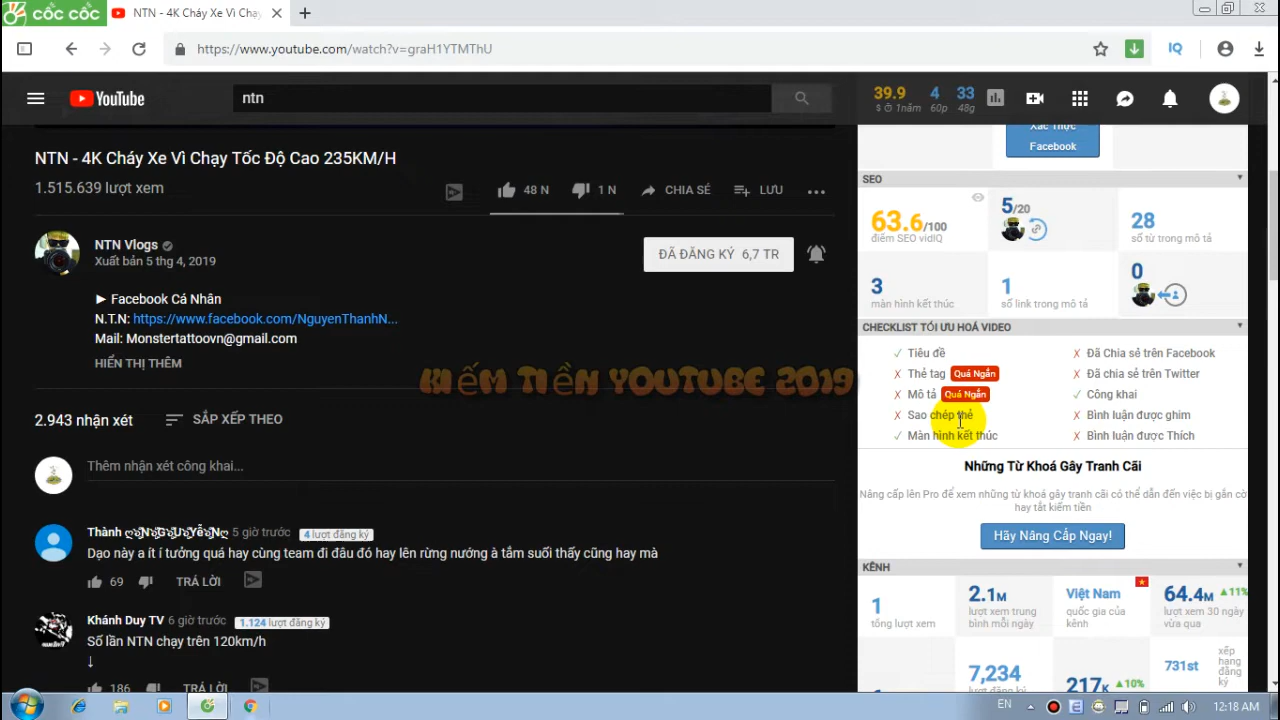 cốc cốc
NTN - 4K Cháy Xe Vì Chạy
https://www.youtube.com/watch?v=graH1YTMThU
IQ
YouTube
ntn
39.9 4 33
$ 1năm 60p 48g
NTN - 4K Cháy Xe Vì Chạy Tốc Độ Cao 235KM/H
1.515.639 lượt xem
48 N 1 N CHIA SẺ LƯU
NTN Vlogs
Xuất bản 5 thg 4, 2019
ĐÃ ĐĂNG KÝ 6,7 TR
► Facebook Cá Nhân
N.T.N: https://www.facebook.com/NguyenThanhN...
Mail: Monstertattoovn@gmail.com
HIỂN THỊ THÊM
KIẾM TIỀN YOUTUBE 2019
2.943 nhận xét SẮP XẾP THEO
Thêm nhận xét công khai...
5 giờ trước 4 lượt đăng ký
Dạo này a ít í tưởng quá hay cùng team đi đâu đó hay lên rừng nướng à tắm suối thấy cũng hay mà
69 TRẢ LỜI
Khánh Duy TV 6 giờ trước 1.124 lượt đăng ký
Số lần NTN chạy trên 120km/h
↓
186 TRẢ LỜI
Xác Thực
Facebook
SEO
63.6/100
điểm SEO vidIQ
5/20
28
số từ trong mô tả
3
màn hình kết thúc
1
số link trong mô tả
0
CHECKLIST TỐI ƯU HOÁ VIDEO
✓ Tiêu đề
✗ Thẻ tag Quá Ngắn
✗ Mô tả Quá Ngắn
✗ Sao chép thẻ
✓ Màn hình kết thúc
✗ Đã Chia sẻ trên Facebook
✗ Đã chia sẻ trên Twitter
✓ Công khai
✗ Bình luận được ghim
✗ Bình luận được Thích
Những Từ Khoá Gây Tranh Cãi
Nâng cấp lên Pro để xem những từ khoá gây tranh cãi có thể dẫn đến việc bị gắn cờ
hay tắt kiếm tiền
Hãy Nâng Cấp Ngay!
KÊNH
1
tổng lượt xem
2.1M
lượt xem trung
bình mỗi ngày
Việt Nam
quốc gia của
kênh
64.4M ▲11%
lượt xem 30 ngày
vừa qua
7,234
lượt đăng ký
217K ▲10%
731st
xếp
hạng
đăng
ký
EN
12:18 AM